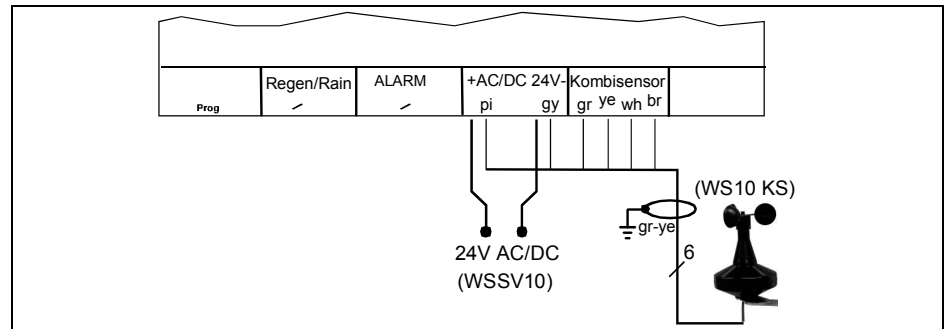 Regen/Rain ALARM +AC/DC 24V- Kombisensor
Prog pi gy gr ye wh br
(WS10 KS)
gr-ye
24V AC/DC
6
(WSSV10)